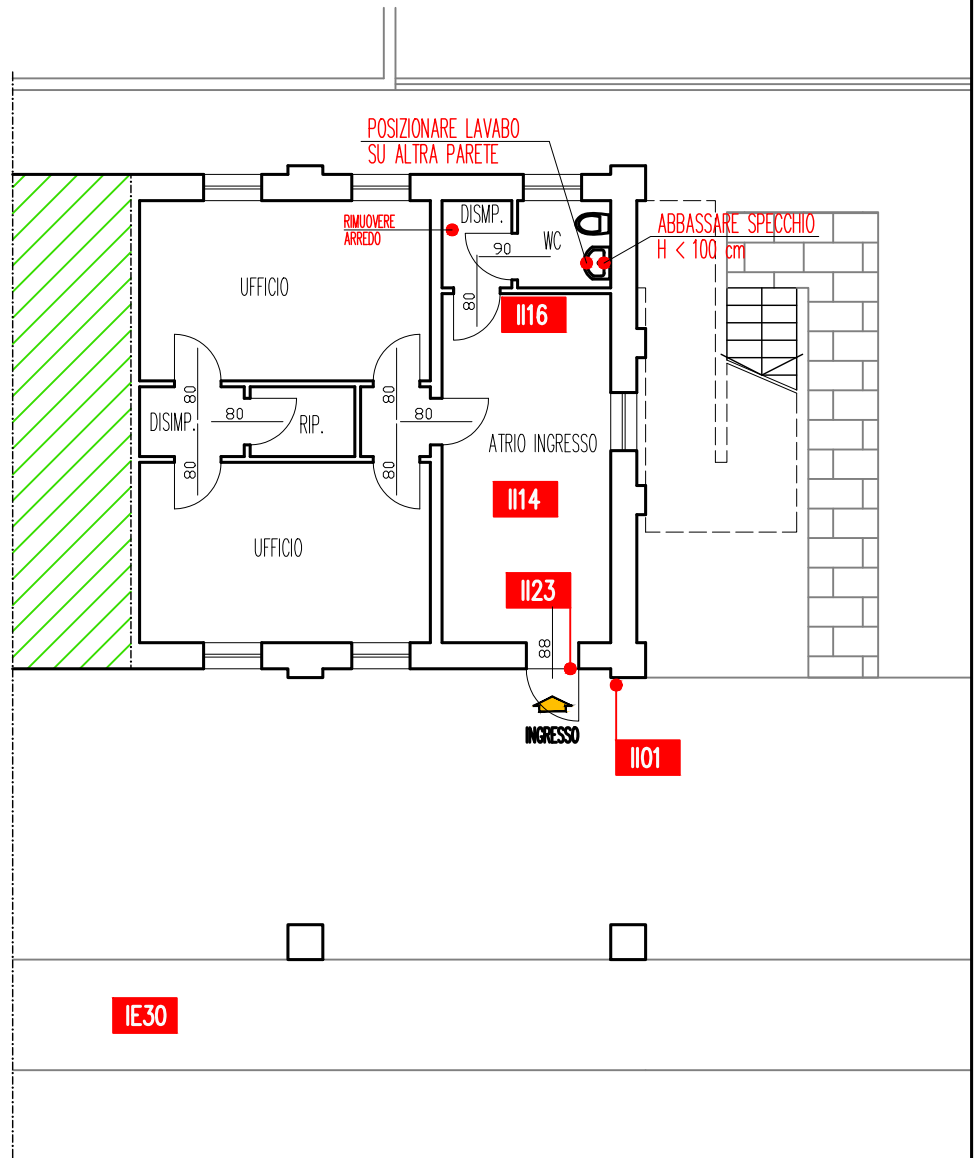 POSIZIONARE LAVABO
SU ALTRA PARETE
RIMUOVERE
ARREDO
DISMP.
WC
90
ABBASSARE SPECCHIO
H < 100 cm
80
UFFICIO
II16
80
80
DISIMP.
80
RIP.
80
ATRIO INGRESSO
80
80
II14
UFFICIO
II23
88
INGRESSO
II01
IE30